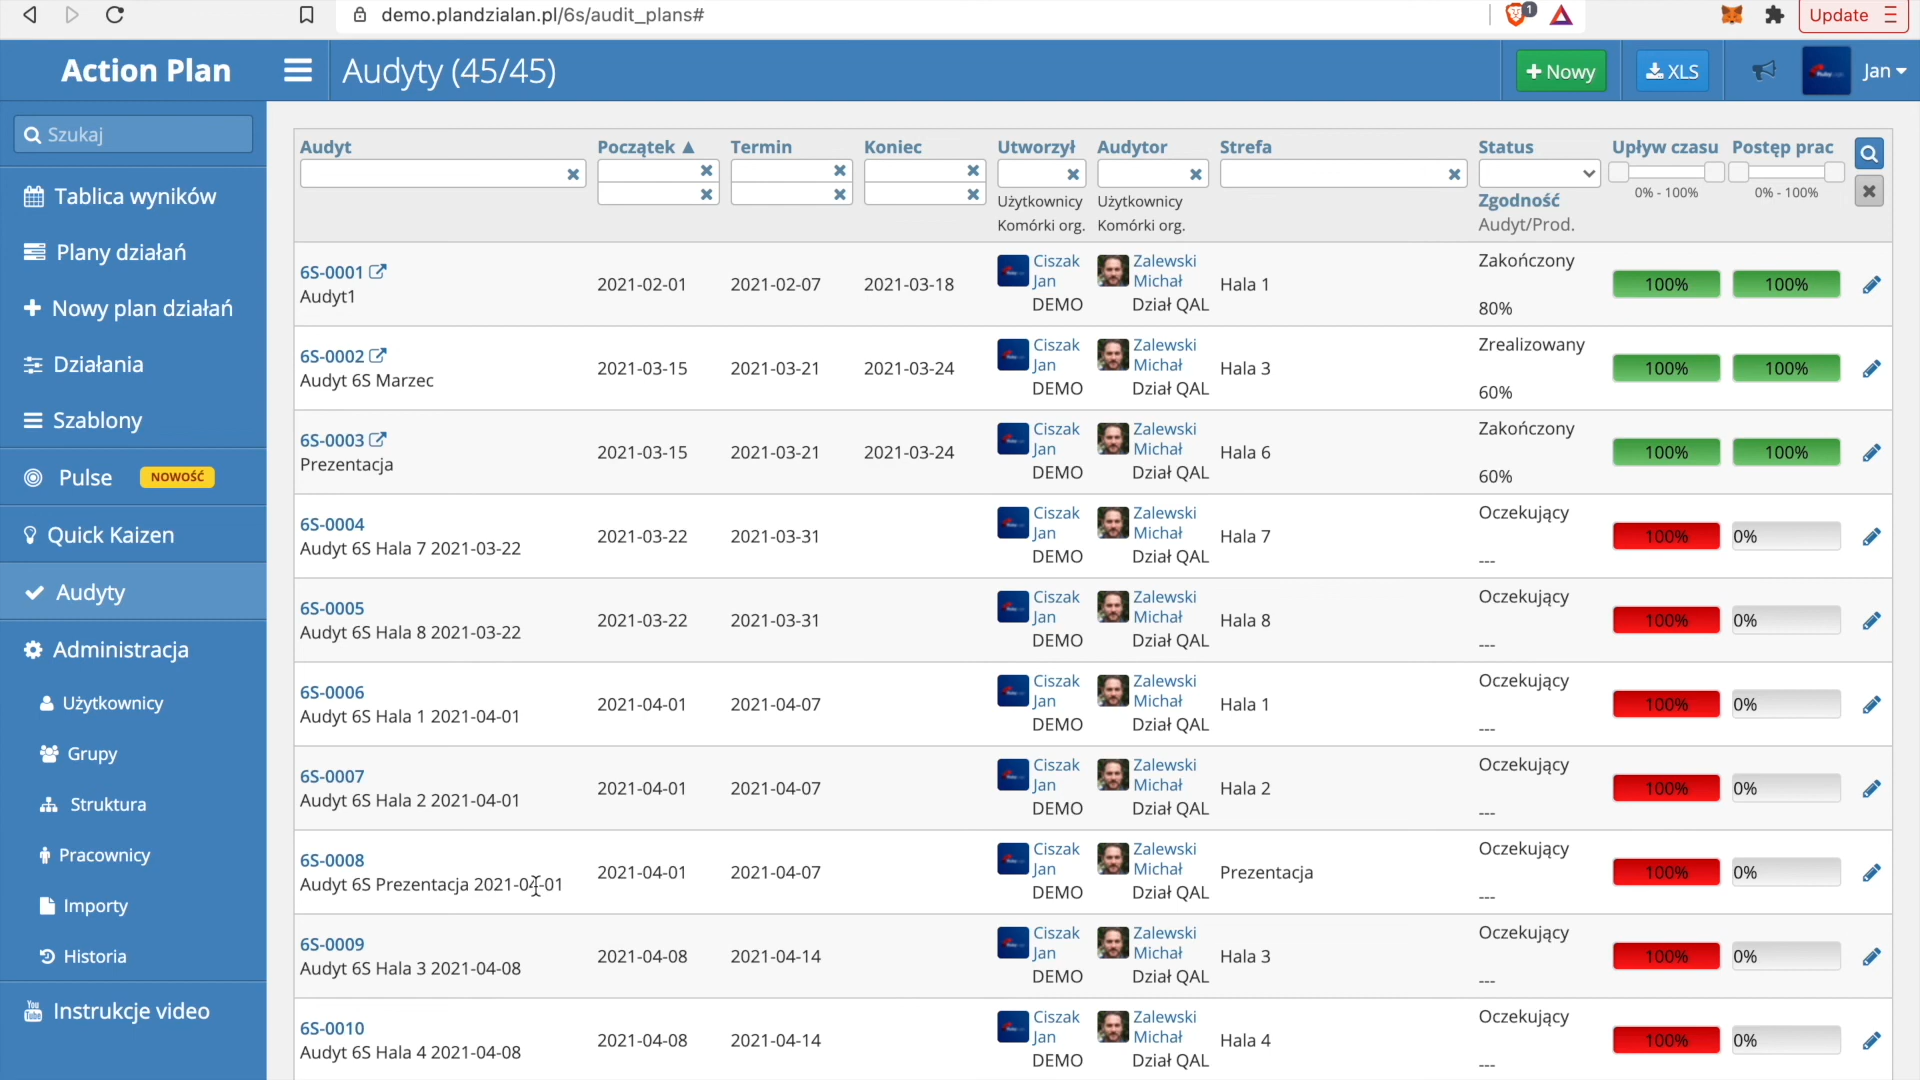 demo.plandzialan.pl/6s/audit_plans#
1
Update
Action Plan
Audyty (45/45)
Nowy
XLS
Jan
Szukaj
Tablica wyników
Plany działań
Nowy plan działań
Działania
Szablony
Pulse NOWOŚĆ
Quick Kaizen
Audyty
Administracja
Użytkownicy
Grupy
Struktura
Pracownicy
Importy
Historia
You Tube
Instrukcje video
Audyt Początek ▲ Termin Koniec Utworzył Audytor Strefa Status Upływ czasu Postęp prac
Użytkownicy Użytkownicy Zgodność 0% - 100% 0% - 100%
Komórki org. Komórki org. Audyt/Prod.
6S-0001 Ciszak Zalewski Zakończony
Audyt1 2021-02-01 2021-02-07 2021-03-18 Jan Michał Hala 1 100% 100%
DEMO Dział QAL 80%
6S-0002 Ciszak Zalewski Zrealizowany
Audyt 6S Marzec 2021-03-15 2021-03-21 2021-03-24 Jan Michał Hala 3 100% 100%
DEMO Dział QAL 60%
6S-0003 Ciszak Zalewski Zakończony
Prezentacja 2021-03-15 2021-03-21 2021-03-24 Jan Michał Hala 6 100% 100%
DEMO Dział QAL 60%
6S-0004 Ciszak Zalewski Oczekujący
Audyt 6S Hala 7 2021-03-22 2021-03-22 2021-03-31 Jan Michał Hala 7 100% 0%
DEMO Dział QAL ---
6S-0005 Ciszak Zalewski Oczekujący
Audyt 6S Hala 8 2021-03-22 2021-03-22 2021-03-31 Jan Michał Hala 8 100% 0%
DEMO Dział QAL ---
6S-0006 Ciszak Zalewski Oczekujący
Audyt 6S Hala 1 2021-04-01 2021-04-01 2021-04-07 Jan Michał Hala 1 100% 0%
DEMO Dział QAL ---
6S-0007 Ciszak Zalewski Oczekujący
Audyt 6S Hala 2 2021-04-01 2021-04-01 2021-04-07 Jan Michał Hala 2 100% 0%
DEMO Dział QAL ---
6S-0008 Ciszak Zalewski Oczekujący
Audyt 6S Prezentacja 2021-04-01 2021-04-01 2021-04-07 Jan Michał Prezentacja 100% 0%
DEMO Dział QAL ---
6S-0009 Ciszak Zalewski Oczekujący
Audyt 6S Hala 3 2021-04-08 2021-04-08 2021-04-14 Jan Michał Hala 3 100% 0%
DEMO Dział QAL ---
6S-0010 Ciszak Zalewski Oczekujący
Audyt 6S Hala 4 2021-04-08 2021-04-08 2021-04-14 Jan Michał Hala 4 100% 0%
DEMO Dział QAL ---